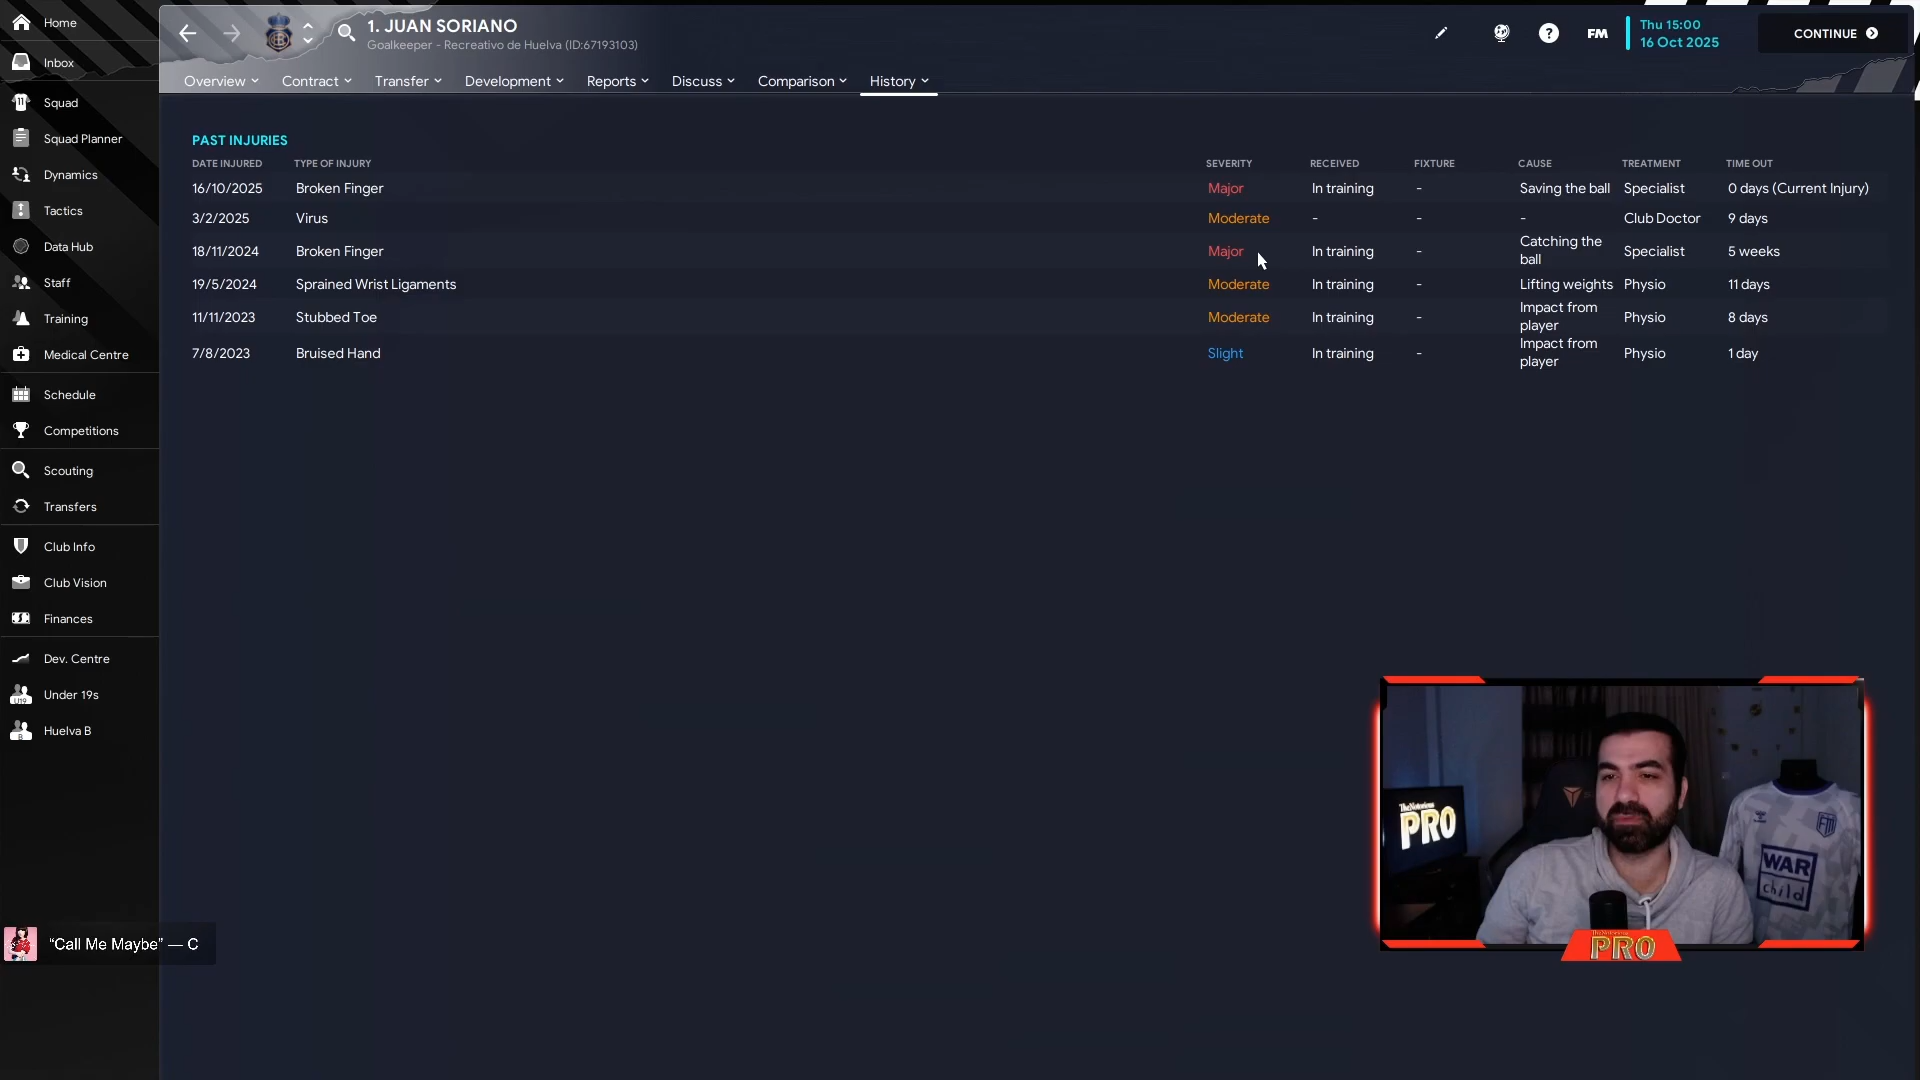 Home
Inbox
Squad
Squad Planner
Dynamics
Tactics
Data Hub
Staff
Training
Medical Centre
Schedule
Competitions
Scouting
Transfers
Club Info
Club Vision
Finances
Dev. Centre
Under 19s
Huelva B
“Call Me Maybe” — C
1. JUAN SORIANO
Goalkeeper - Recreativo de Huelva (ID:67193103)
FM
Thu 15:00
16 Oct 2025
CONTINUE
Overview Contract Transfer Development Reports Discuss Comparison History
PAST INJURIES
DATE INJURED TYPE OF INJURY SEVERITY RECEIVED FIXTURE CAUSE TREATMENT TIME OUT
16/10/2025 Broken Finger Major In training - Saving the ball Specialist 0 days (Current Injury)
3/2/2025 Virus Moderate - - - Club Doctor 9 days
18/11/2024 Broken Finger Major In training - Catching the ball Specialist 5 weeks
19/5/2024 Sprained Wrist Ligaments Moderate In training - Lifting weights Physio 11 days
11/11/2023 Stubbed Toe Moderate In training - Impact from player Physio 8 days
7/8/2023 Bruised Hand Slight In training - Impact from player Physio 1 day
TheNotorious
PRO
WAR
child
PRO